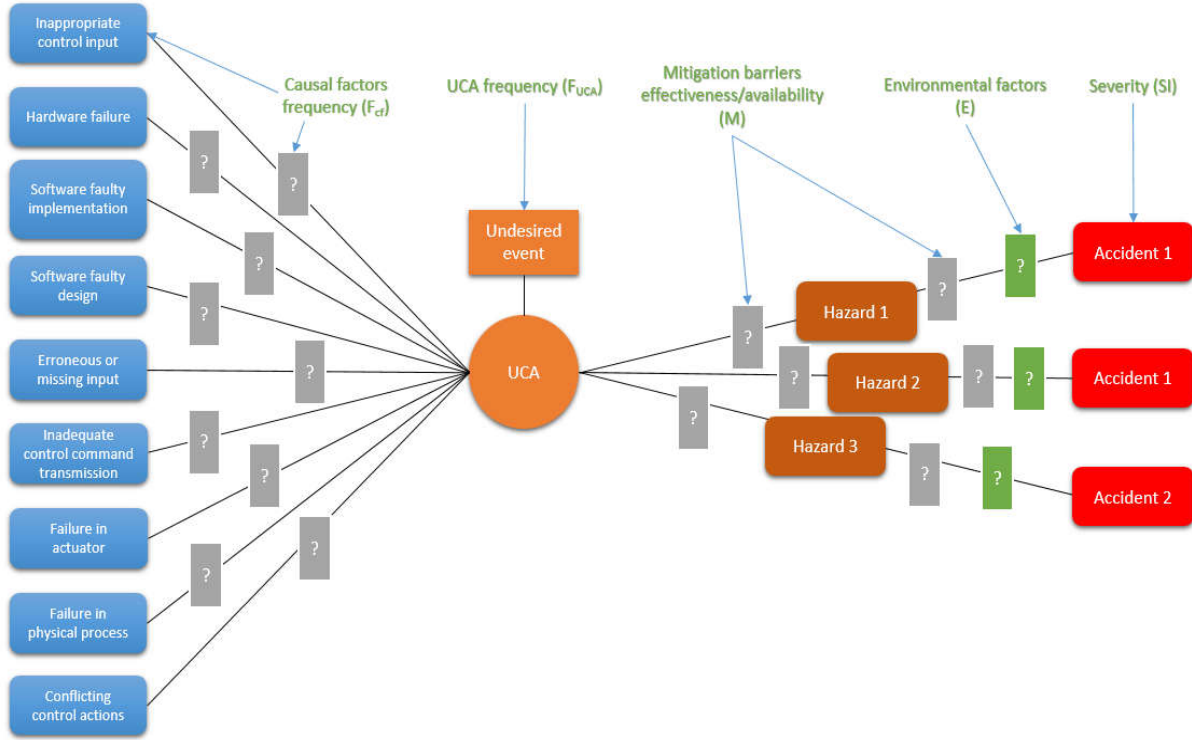 Inappropriate
control input
Hardware failure
Software faulty
implementation
Software faulty
design
Erroneous or
missing input
Inadequate
control command
transmission
Failure in
actuator
Failure in
physical process
Conflicting
control actions
Causal factors
frequency (Fcf)
?
?
?
?
?
?
?
?
?
UCA frequency (FUCA)
Undesired
event
UCA
Mitigation barriers
effectiveness/availability
(M)
?
?
?
Hazard 1
Hazard 2
Hazard 3
?
?
?
Environmental factors
(E)
?
?
?
Severity (SI)
Accident 1
Accident 1
Accident 2